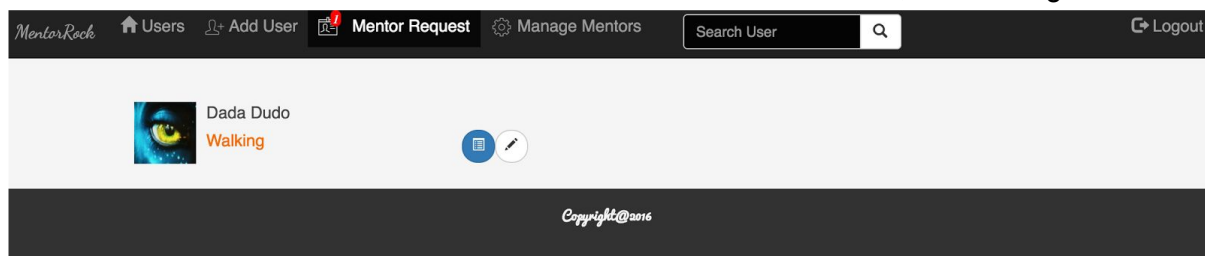 MentorRock Users Add User 1 Mentor Request Manage Mentors Search User Logout
Dada Dudo
Walking
Copyright@2016